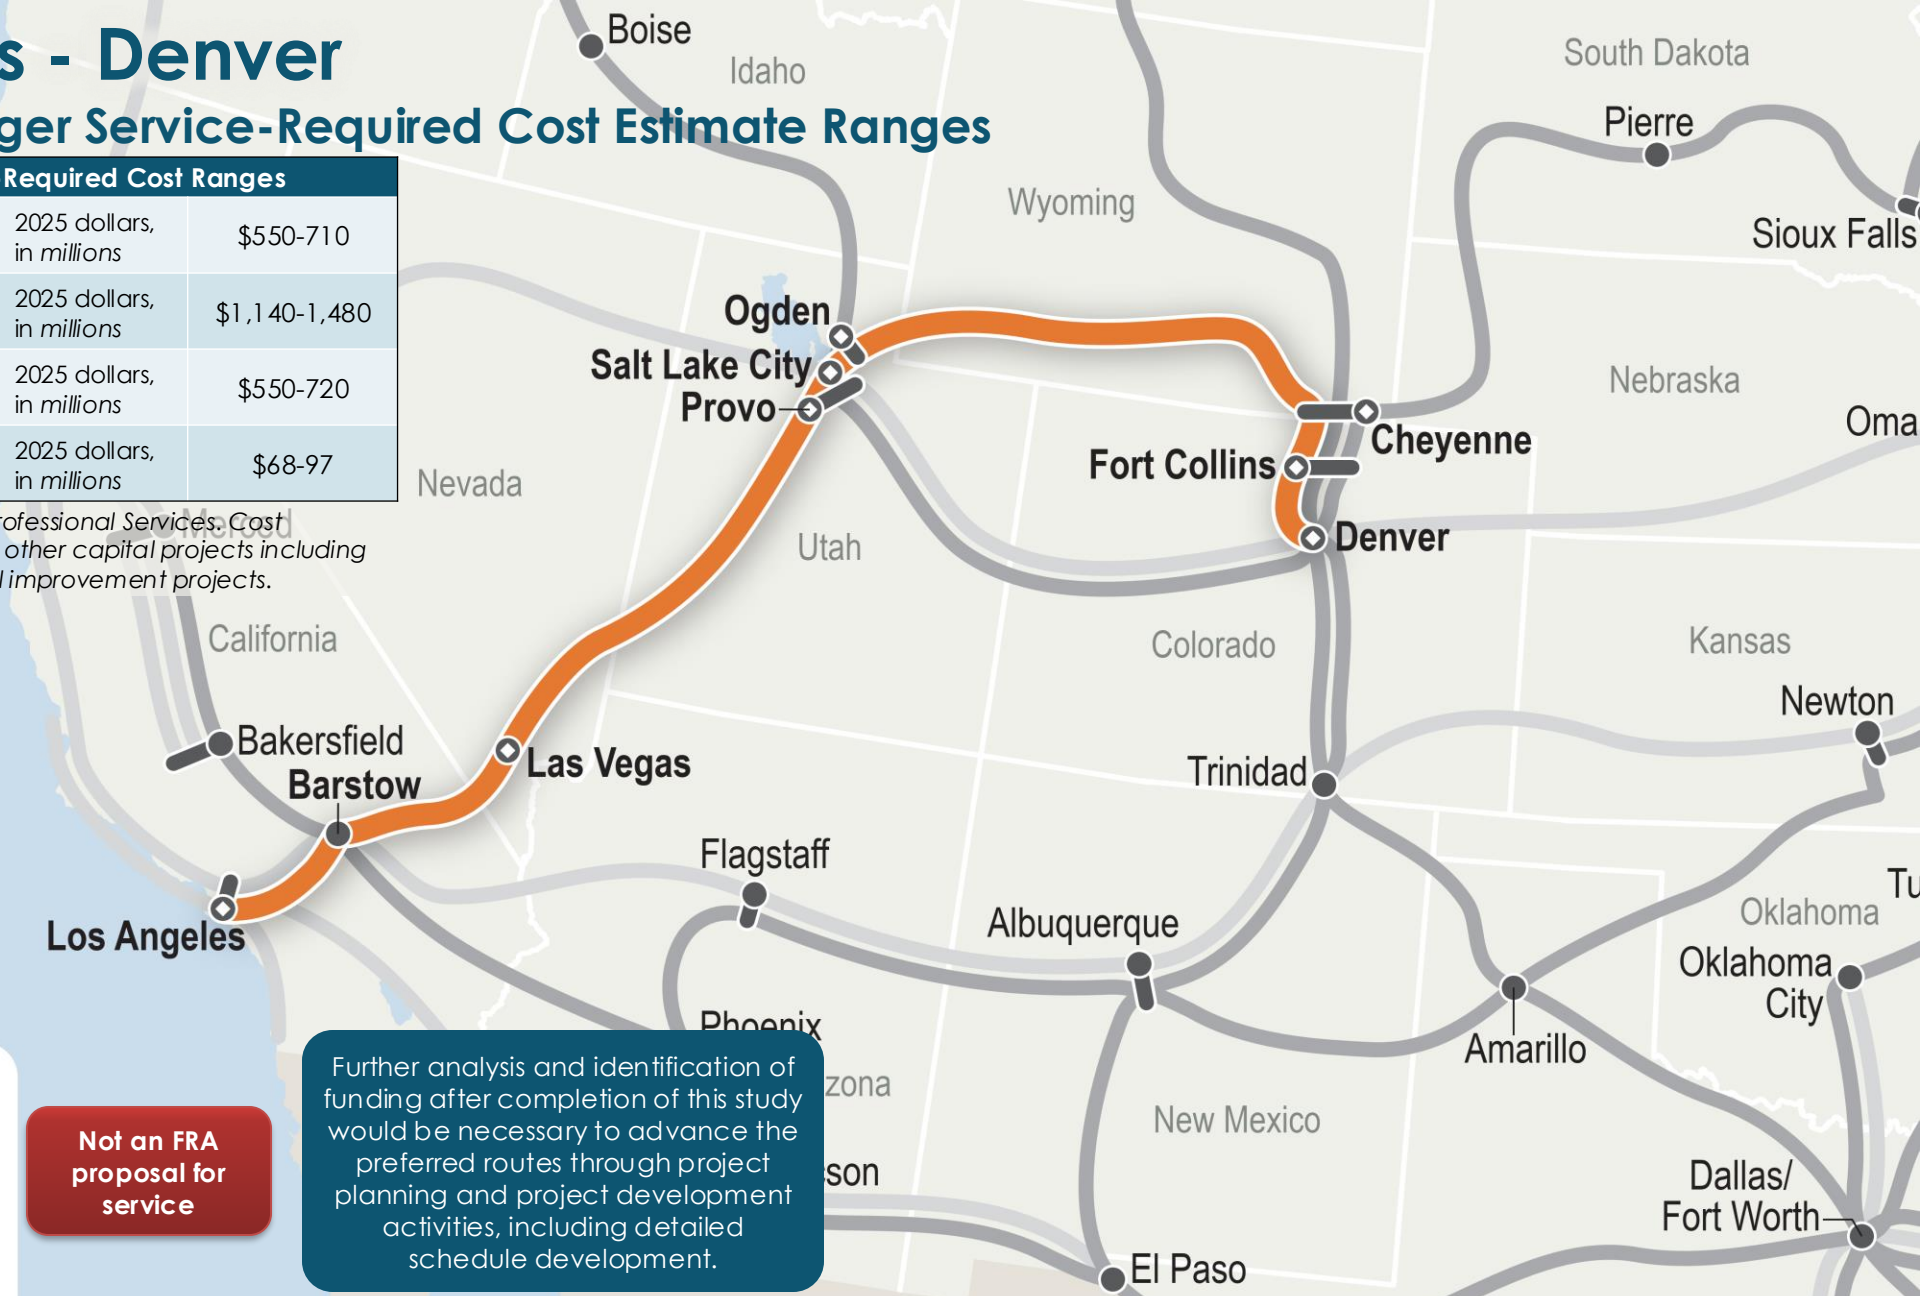 s - Denver
ger Service-Required Cost Estimate Ranges
-Required Cost Ranges
2025 dollars,
in millions
$550-710
2025 dollars,
in millions
$1,140-1,480
2025 dollars,
in millions
$550-720
2025 dollars,
in millions
$68-97
rofessional Services. Cost
other capital projects including
l improvement projects.
Boise
Idaho
South Dakota
Pierre
Wyoming
Sioux Falls
Ogden
Salt Lake City
Provo
Nebraska
Oma
Cheyenne
Fort Collins
Denver
Nevada
Merced
Utah
California
Colorado
Kansas
Newton
Bakersfield
Barstow
Las Vegas
Trinidad
Flagstaff
Albuquerque
Tu
Oklahoma
Los Angeles
Oklahoma
City
Phoenix
Amarillo
zona
New Mexico
son
Dallas/
Fort Worth
El Paso
Not an FRA
proposal for
service
Further analysis and identification of
funding after completion of this study
would be necessary to advance the
preferred routes through project
planning and project development
activities, including detailed
schedule development.